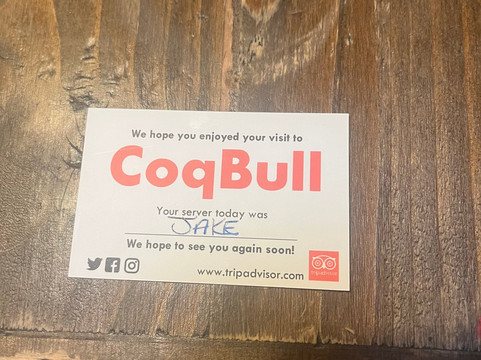 We hope you enjoyed your visit to
CoqBull
Your server today was
JAKE
We hope to see you again soon!
www.tripadvisor.com
tripadvisor